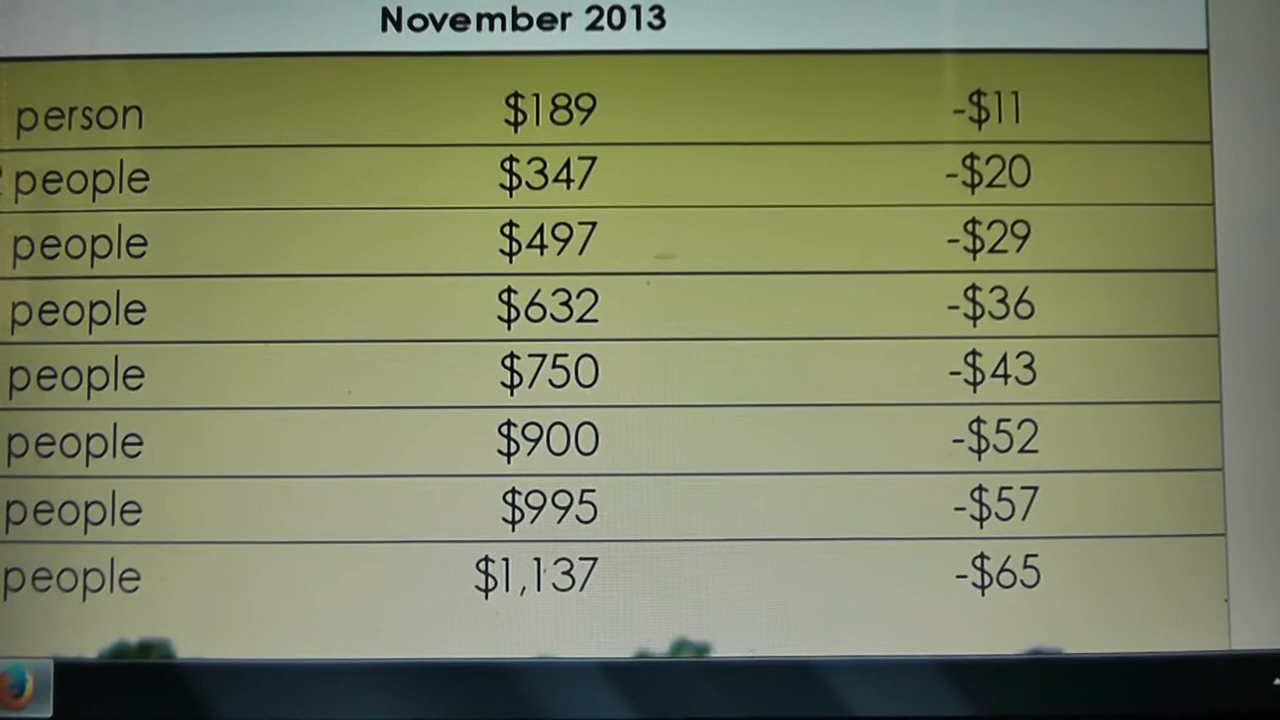 November 2013
person $189 -$11
people $347 -$20
people $497 -$29
people $632 -$36
people $750 -$43
people $900 -$52
people $995 -$57
people $1,137 -$65